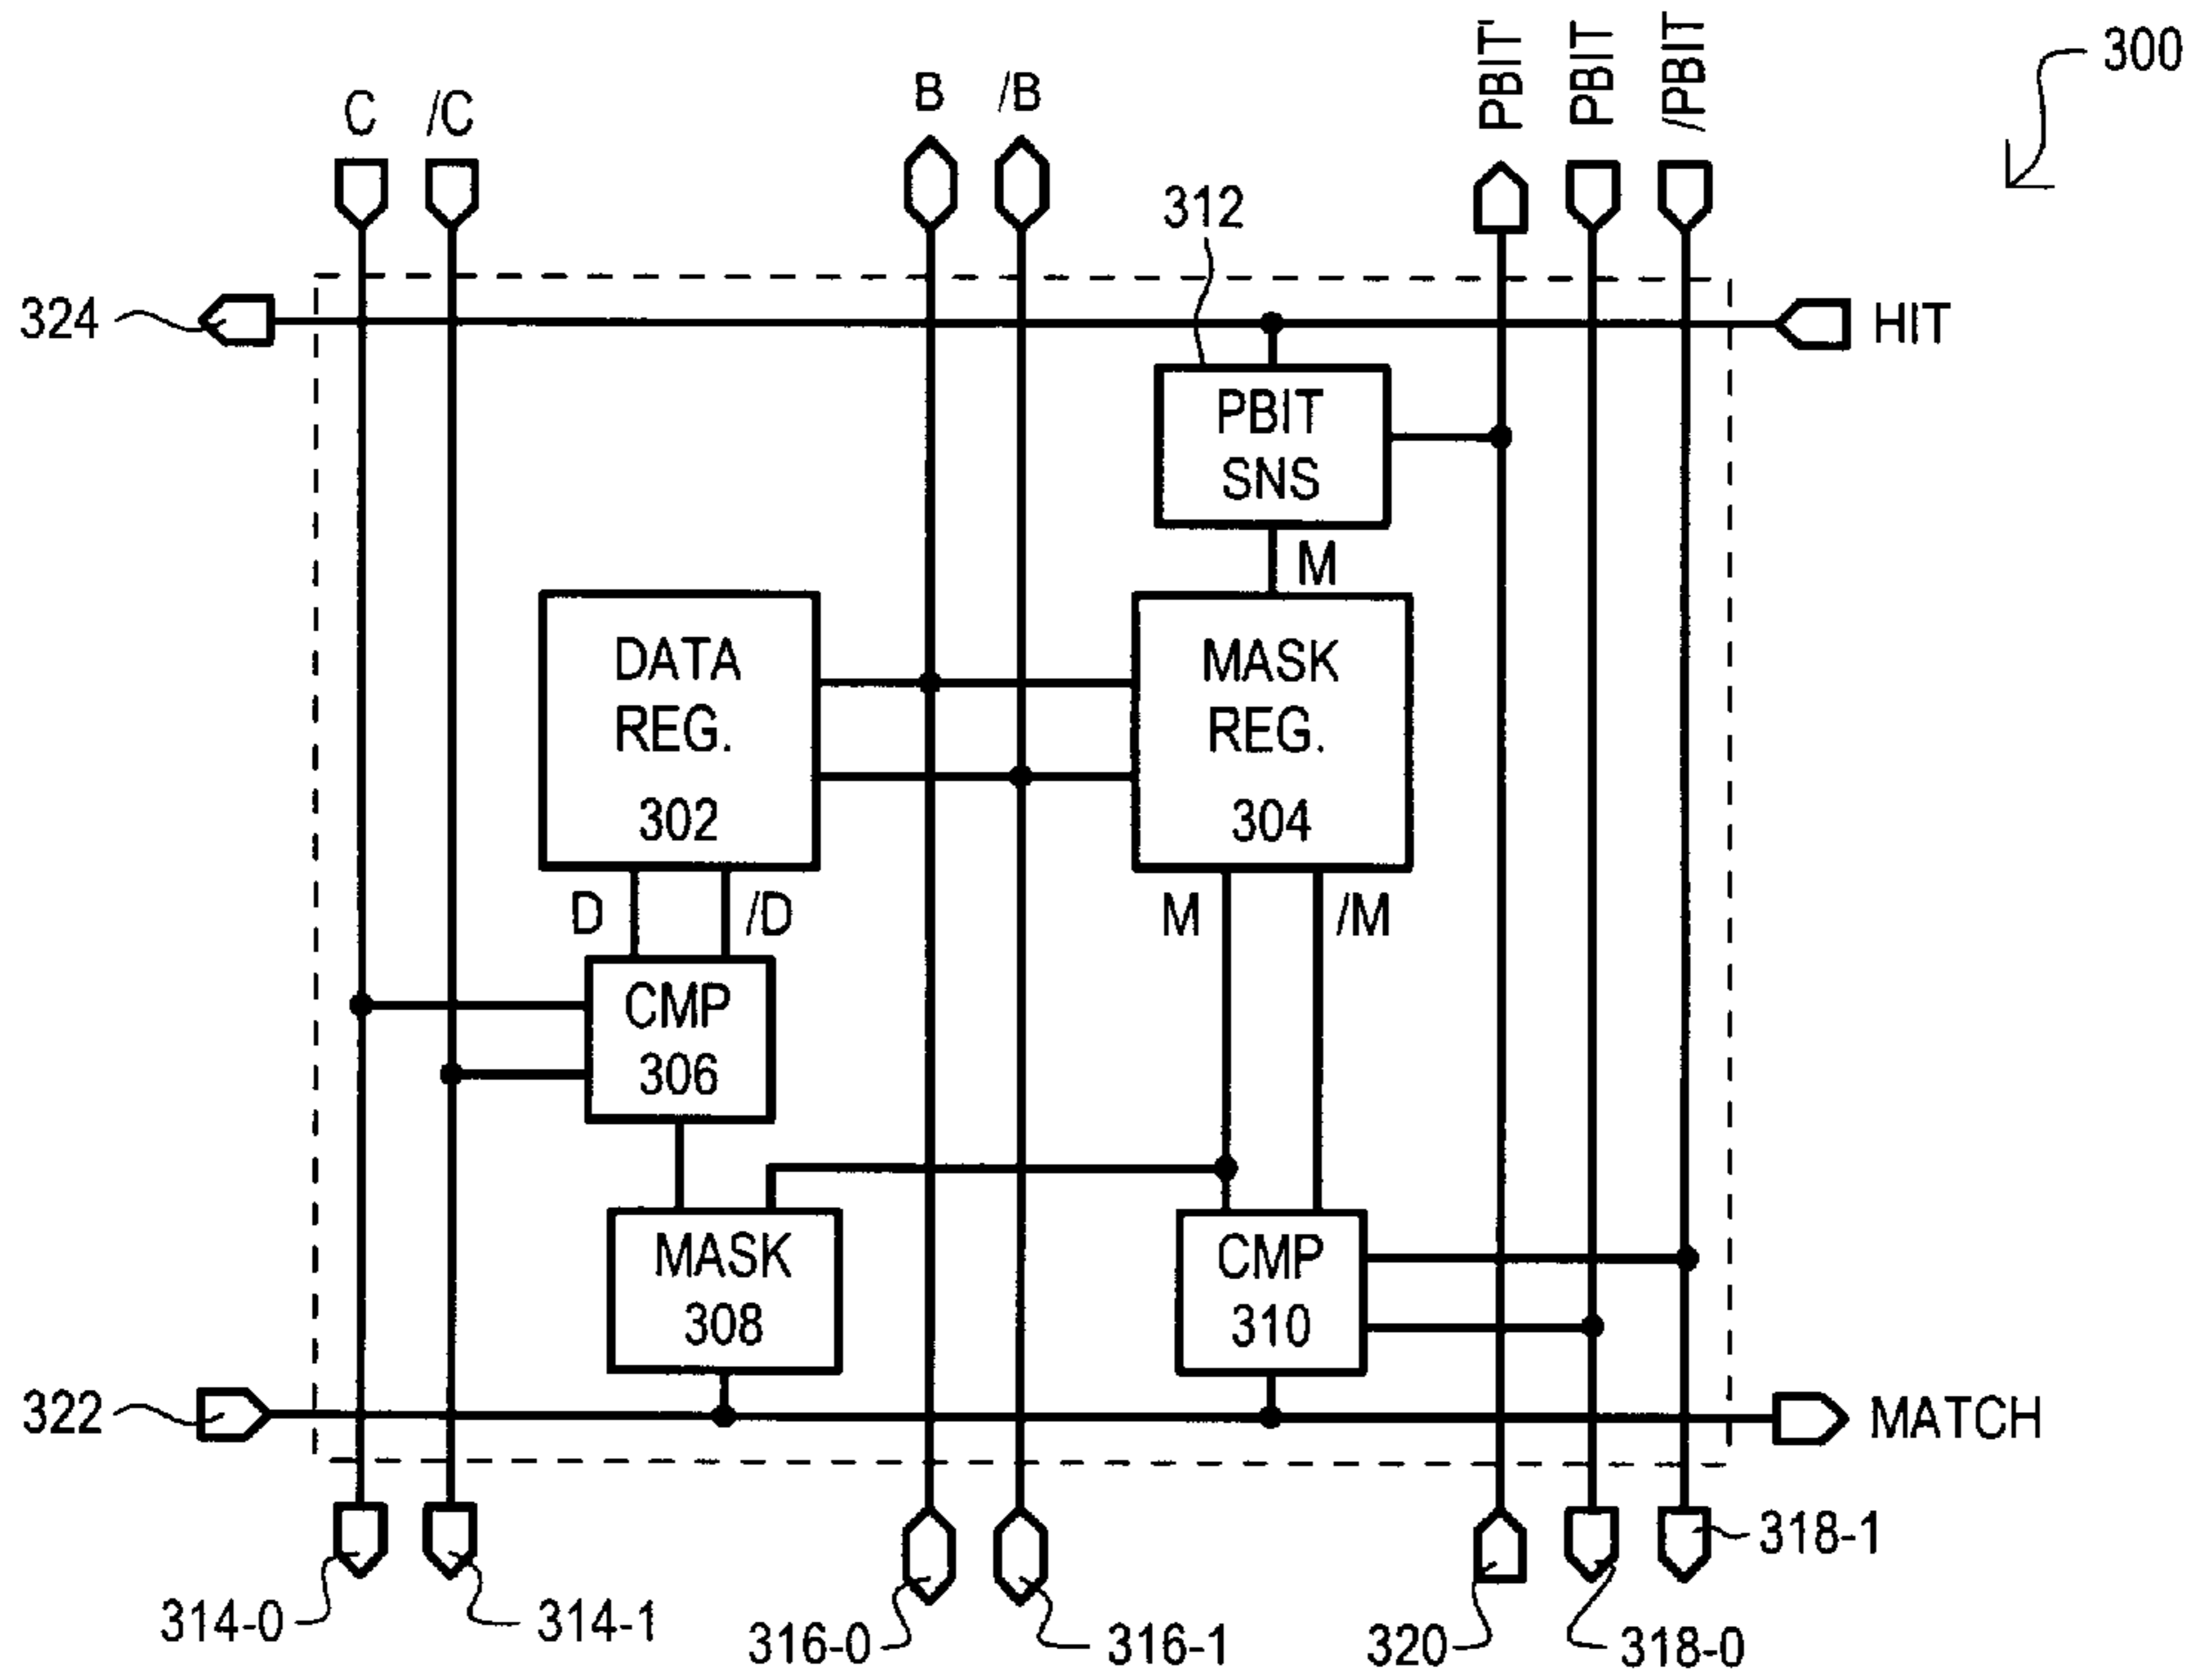 300
C
/C
B
/B
PBIT
PBIT
/PBIT
312
324
HIT
PBIT
SNS
M
DATA
REG.
302
MASK
REG.
304
D
/D
M
/M
CMP
306
MASK
308
CMP
310
322
MATCH
314-0
314-1
316-0
316-1
320
318-0
318-1